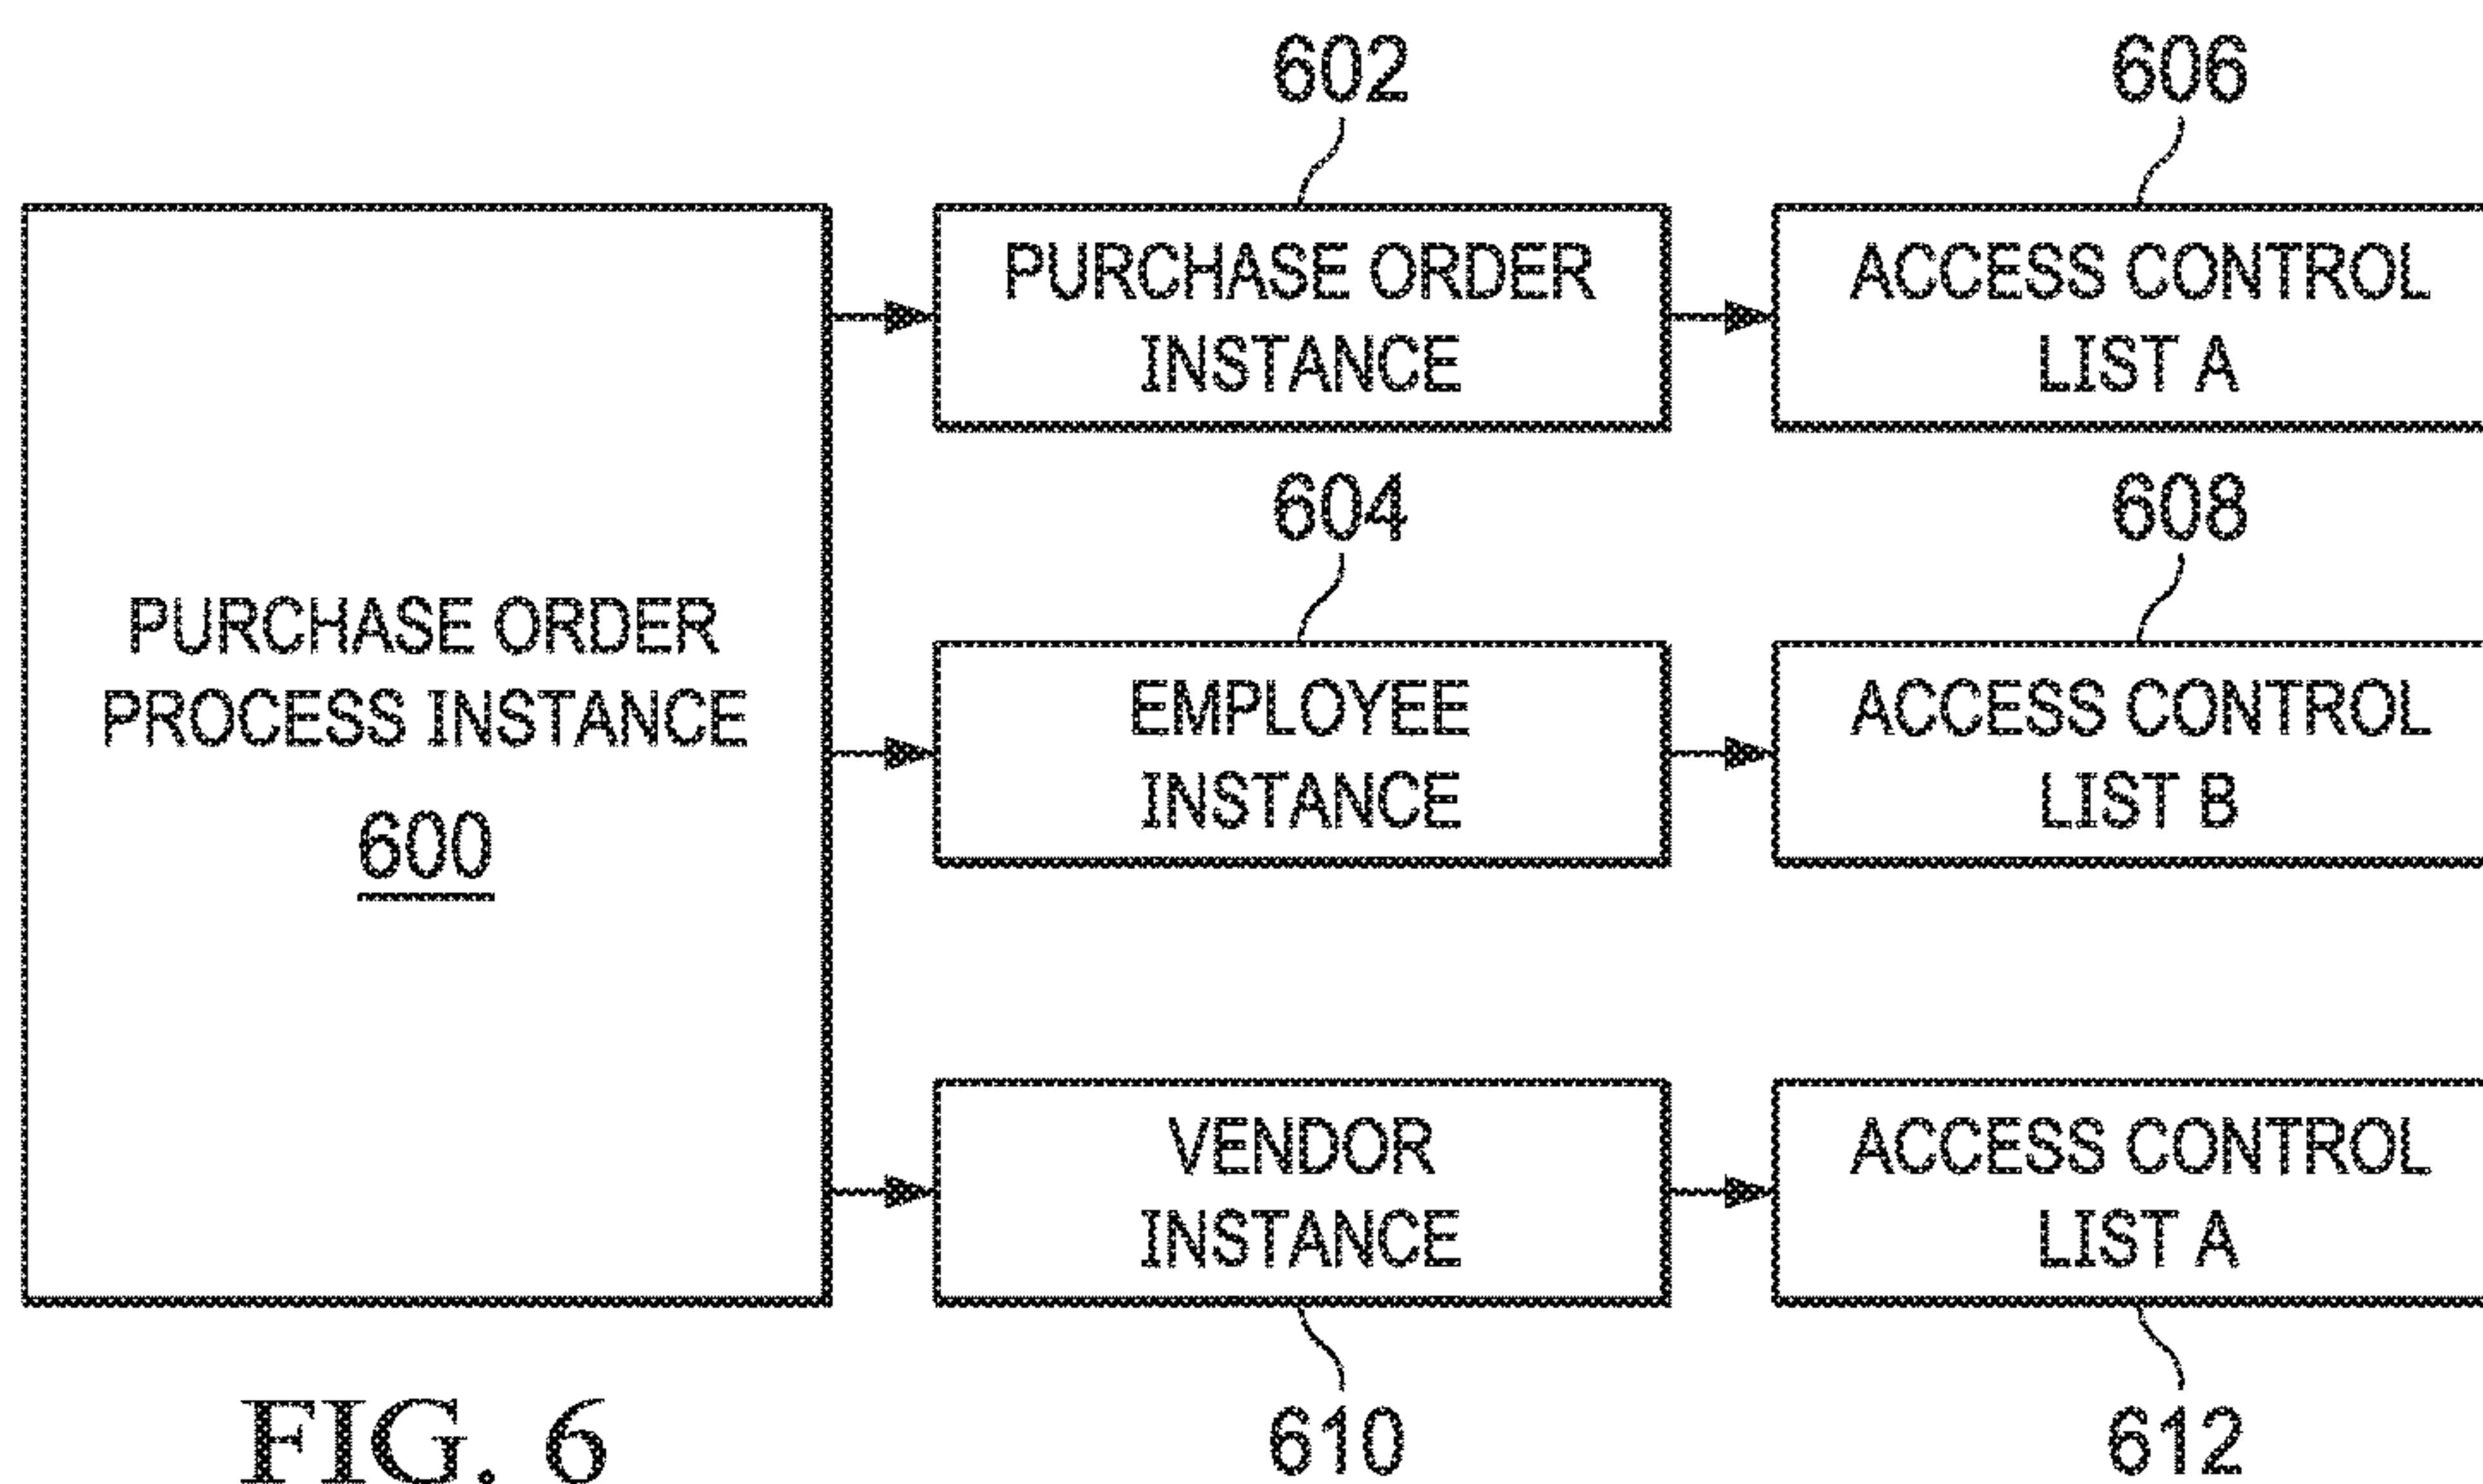 602
606
PURCHASE ORDER
INSTANCE
ACCESS CONTROL
LIST A
604
608
PURCHASE ORDER
PROCESS INSTANCE
600
EMPLOYEE
INSTANCE
ACCESS CONTROL
LIST B
VENDOR
INSTANCE
ACCESS CONTROL
LIST A
610
612
FIG. 6